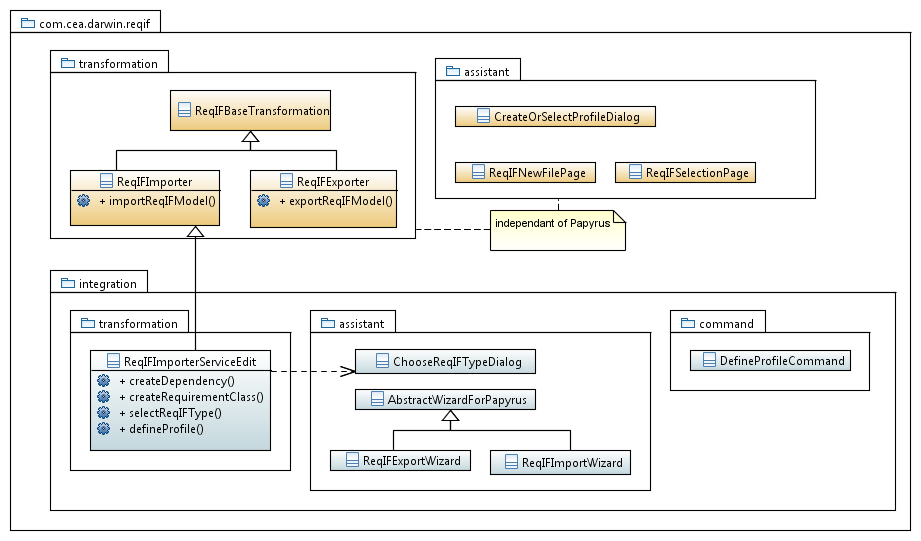 com.cea.darwin.reqif
transformation
ReqIFBaseTransformation
ReqIFImporter
+ importReqIFModel()
ReqIFExporter
+ exportReqIFModel()
assistant
CreateOrSelectProfileDialog
ReqIFNewFilePage
ReqIFSelectionPage
independant of Papyrus
integration
transformation
ReqIFImporterServiceEdit
+ createDependency()
+ createRequirementClass()
+ selectReqIFType()
+ defineProfile()
assistant
ChooseReqIFTypeDialog
AbstractWizardForPapyrus
ReqIFExportWizard
ReqIFImportWizard
command
DefineProfileCommand